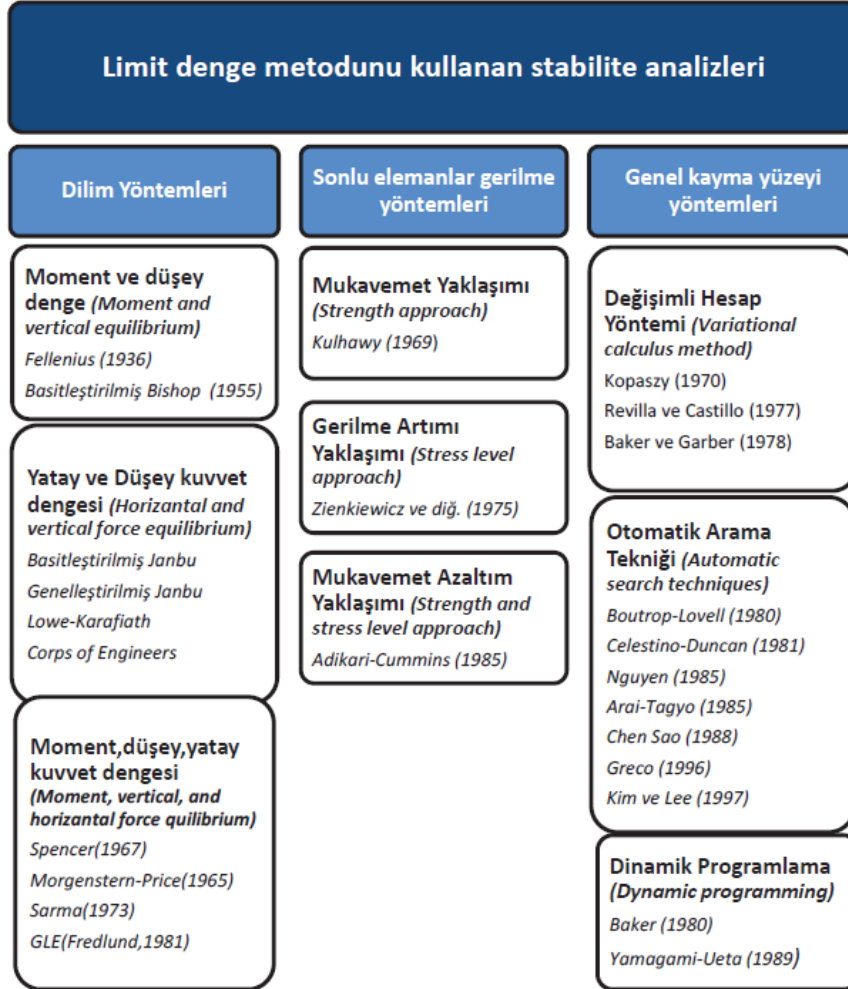 Limit denge metodunu kullanan stabilite analizleri
Dilim Yöntemleri
Moment ve düşey
denge (Moment and
vertical equilibrium)
Fellenius (1936)
Basitleştirilmiş Bishop (1955)
Yatay ve Düşey kuvvet
dengesi (Horizantal and
vertical force equilibrium)
Basitleştirilmiş Janbu
Genelleştirilmiş Janbu
Lowe-Karafiath
Corps of Engineers
Moment,düşey,yatay
kuvvet dengesi
(Moment, vertical, and
horizantal force quilibrium)
Spencer(1967)
Morgenstern-Price(1965)
Sarma(1973)
GLE(Fredlund,1981)
Sonlu elemanlar gerilme
yöntemleri
Mukavemet Yaklaşımı
(Strength approach)
Kulhawy (1969)
Gerilme Artımı
Yaklaşımı (Stress level
approach)
Zienkiewicz ve diğ. (1975)
Mukavemet Azaltım
Yaklaşımı (Strength and
stress level approach)
Adikari-Cummins (1985)
Genel kayma yüzeyi
yöntemleri
Değişimli Hesap
Yöntemi (Variational
calculus method)
Kopaszy (1970)
Revilla ve Castillo (1977)
Baker ve Garber (1978)
Otomatik Arama
Tekniği (Automatic
search techniques)
Boutrop-Lovell (1980)
Celestino-Duncan (1981)
Nguyen (1985)
Arai-Tagyo (1985)
Chen Sao (1988)
Greco (1996)
Kim ve Lee (1997)
Dinamik Programlama
(Dynamic programming)
Baker (1980)
Yamagami-Ueta (1989)